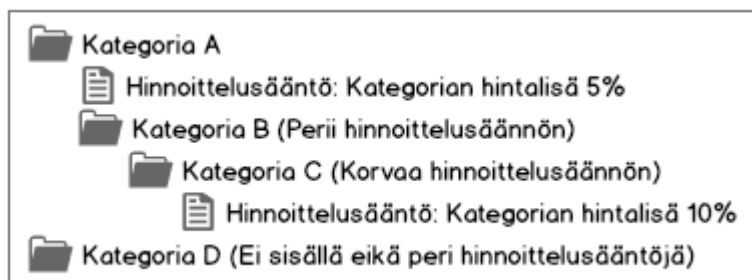 Kategoria A
Hinnoittelusääntö: Kategorian hintalisä 5%
Kategoria B (Perii hinnoittelusäännön)
Kategoria C (Korvaa hinnoittelusäännön)
Hinnoittelusääntö: Kategorian hintalisä 10%
Kategoria D (Ei sisällä eikä peri hinnoittelusääntöjä)